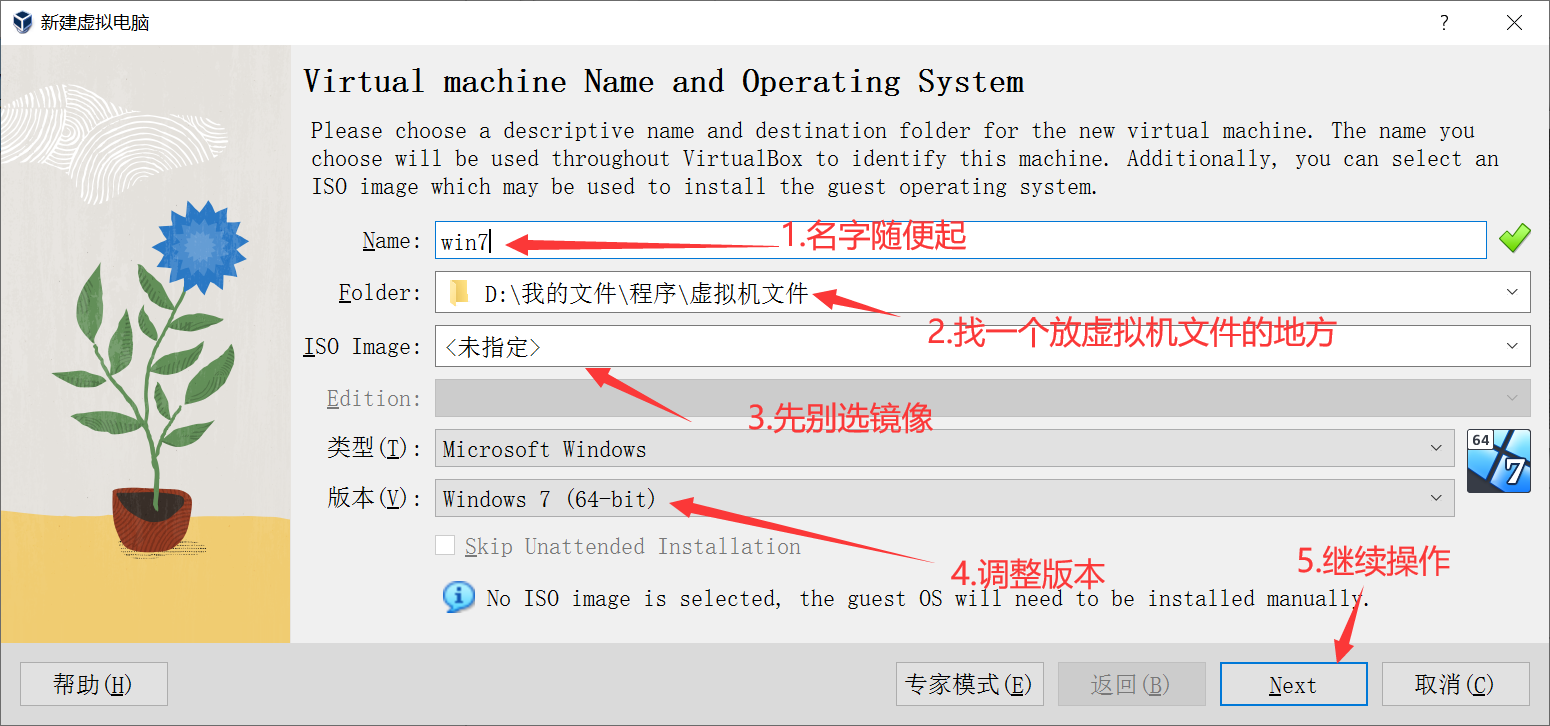 新建虚拟电脑
?
Virtual machine Name and Operating System
Please choose a descriptive name and destination folder for the new virtual machine. The name you
choose will be used throughout VirtualBox to identify this machine. Additionally, you can select an
ISO image which may be used to install the guest operating system.
Name: win7
1.名字随便起
Folder: D:\我的文件\程序\虚拟机文件
2.找一个放虚拟机文件的地方
ISO Image: <未指定>
Edition:
3.先别选镜像
类型(T): Microsoft Windows
64
7
版本(V): Windows 7 (64-bit)
Skip Unattended Installation
4.调整版本
5.继续操作
No ISO image is selected, the guest OS will need to be installed manually.
帮助(H) 专家模式(E) 返回(B) Next 取消(C)